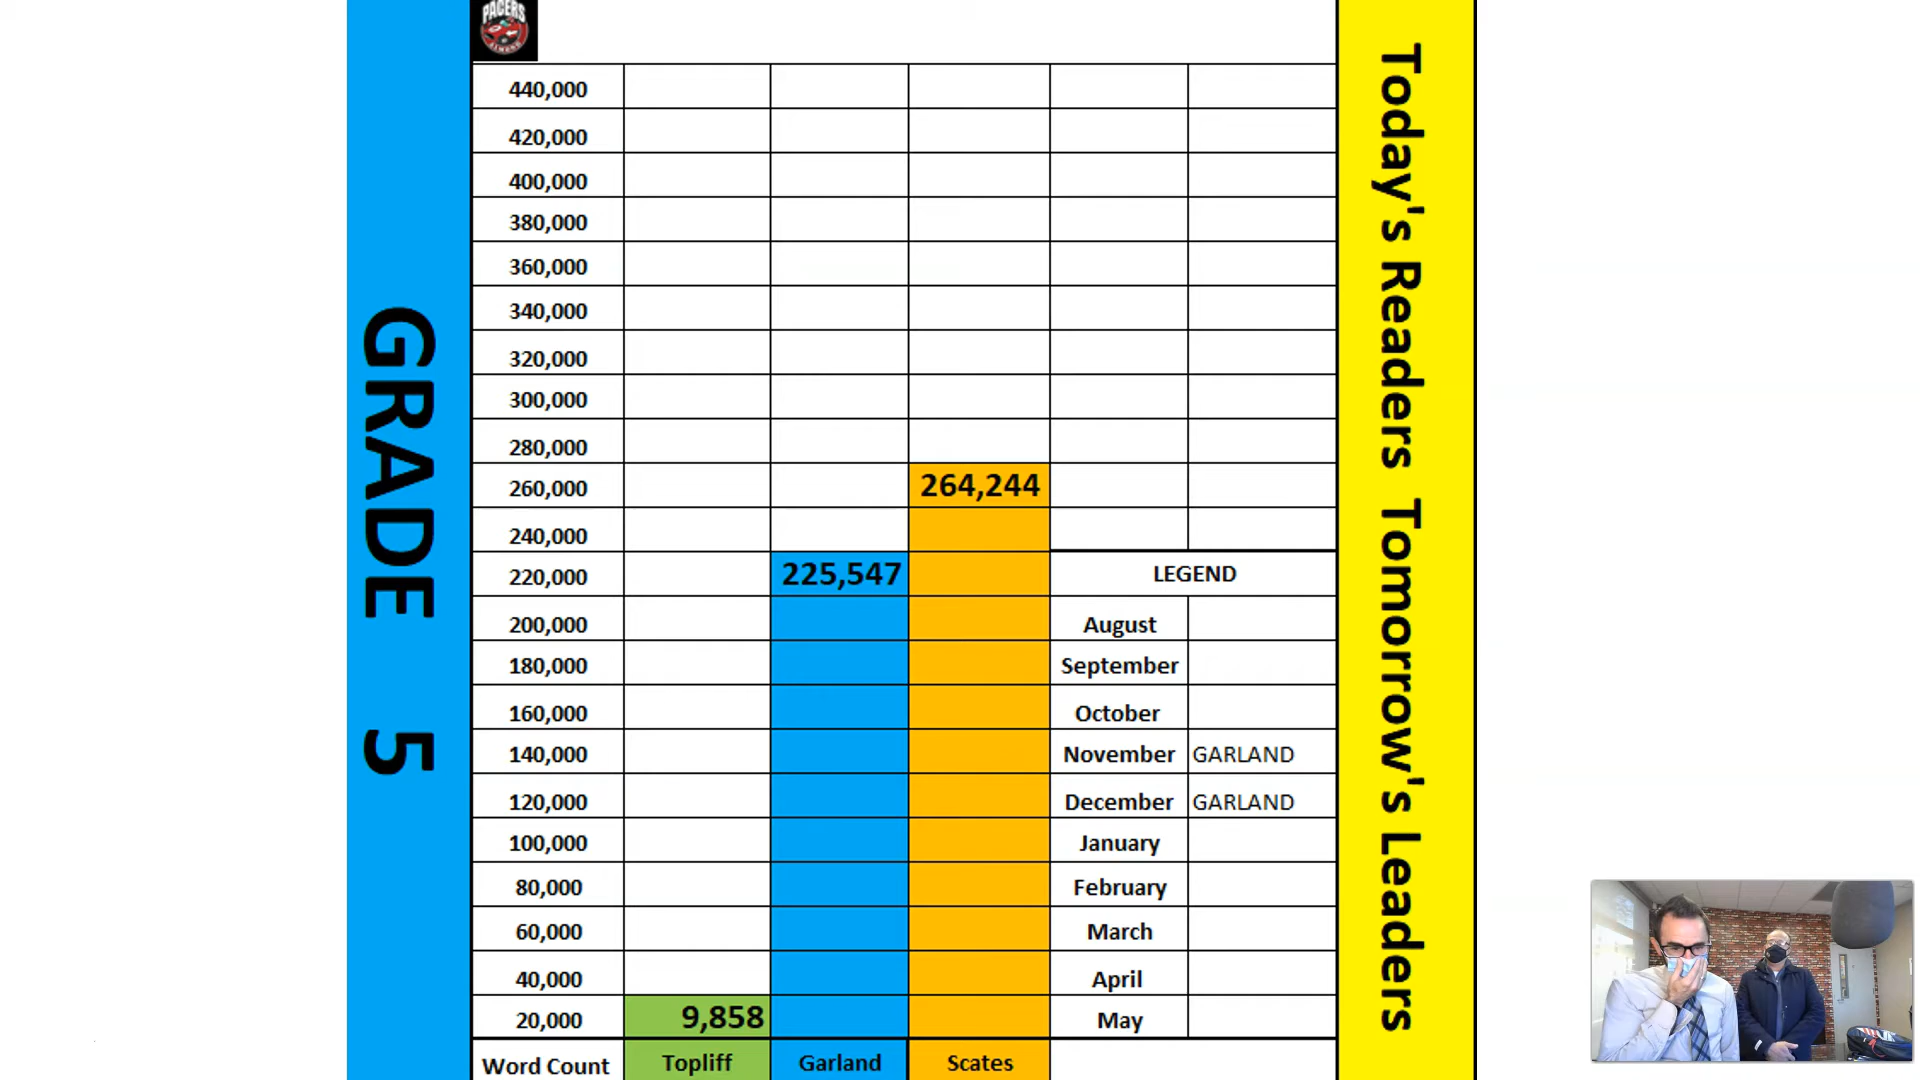 PACERS
ALMOND
GRADE 5
440,000
420,000
400,000
380,000
360,000
340,000
320,000
300,000
280,000
260,000 264,244
240,000
220,000 225,547 LEGEND
200,000 August
180,000 September
160,000 October
140,000 November GARLAND
120,000 December GARLAND
100,000 January
80,000 February
60,000 March
40,000 April
20,000 9,858 May
Word Count Topliff Garland Scates
Today's Readers Tomorrow's Leaders